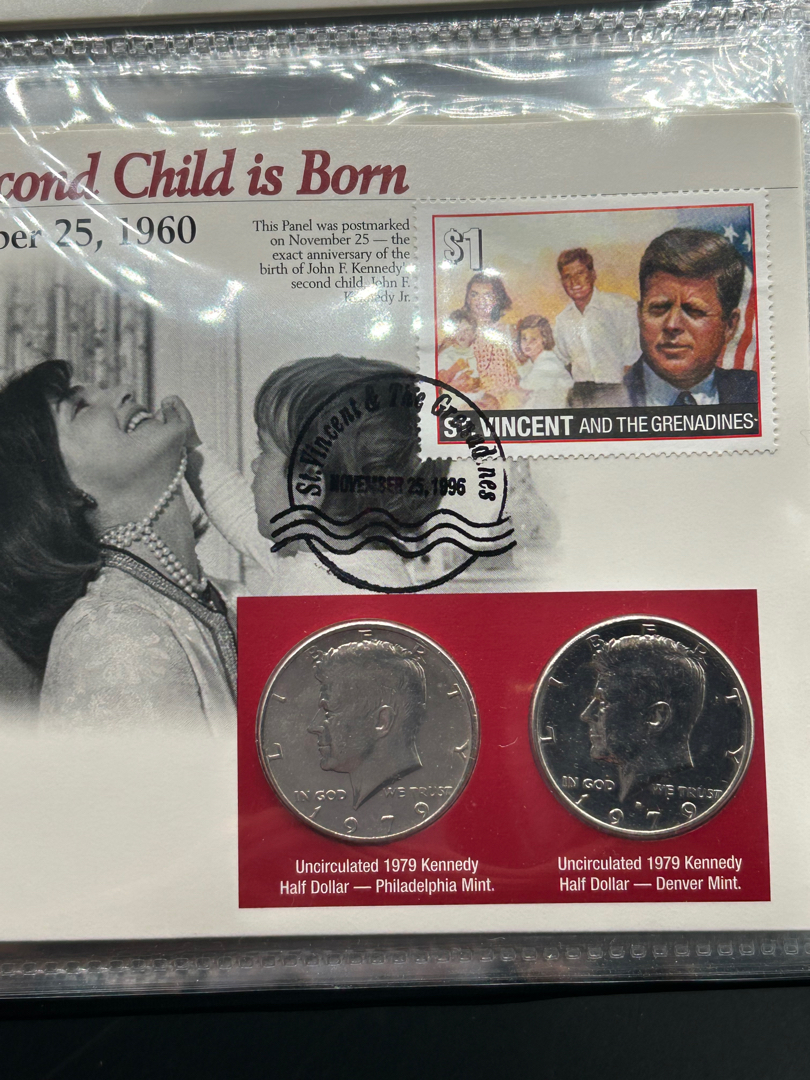 cond Child is Born
ber 25, 1960
This Panel was postmarked
on November 25 — the
exact anniversary of the
birth of John F. Kennedy's
second child, John F.
Kennedy Jr.
$1
ST. VINCENT AND THE GRENADINES
St. Vincent & The Grenadines
NOVEMBER 25, 1996
LIBERTY
IN GOD WE TRUST
1979
LIBERTY
IN GOD WE TRUST
1979
Uncirculated 1979 Kennedy
Half Dollar — Philadelphia Mint.
Uncirculated 1979 Kennedy
Half Dollar — Denver Mint.